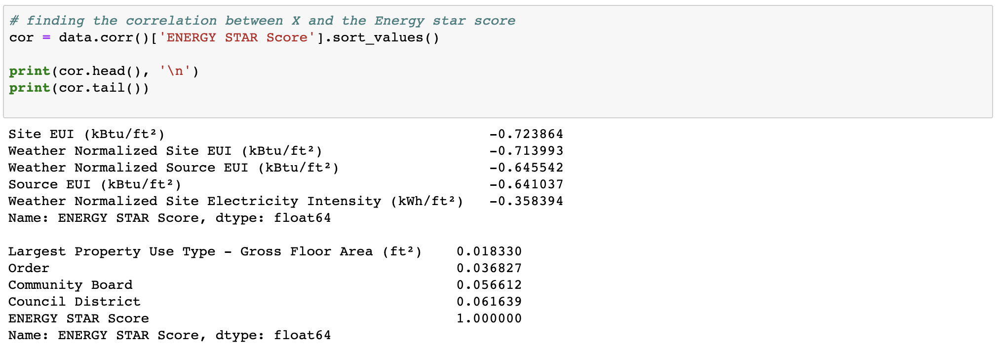 # finding the correlation between X and the Energy star score
cor = data.corr()['ENERGY STAR Score'].sort_values()
print(cor.head(), '\n')
print(cor.tail())
Site EUI (kBtu/ft²) -0.723864
Weather Normalized Site EUI (kBtu/ft²) -0.713993
Weather Normalized Source EUI (kBtu/ft²) -0.645542
Source EUI (kBtu/ft²) -0.641037
Weather Normalized Site Electricity Intensity (kWh/ft²) -0.358394
Name: ENERGY STAR Score, dtype: float64
Largest Property Use Type - Gross Floor Area (ft²) 0.018330
Order 0.036827
Community Board 0.056612
Council District 0.061639
ENERGY STAR Score 1.000000
Name: ENERGY STAR Score, dtype: float64